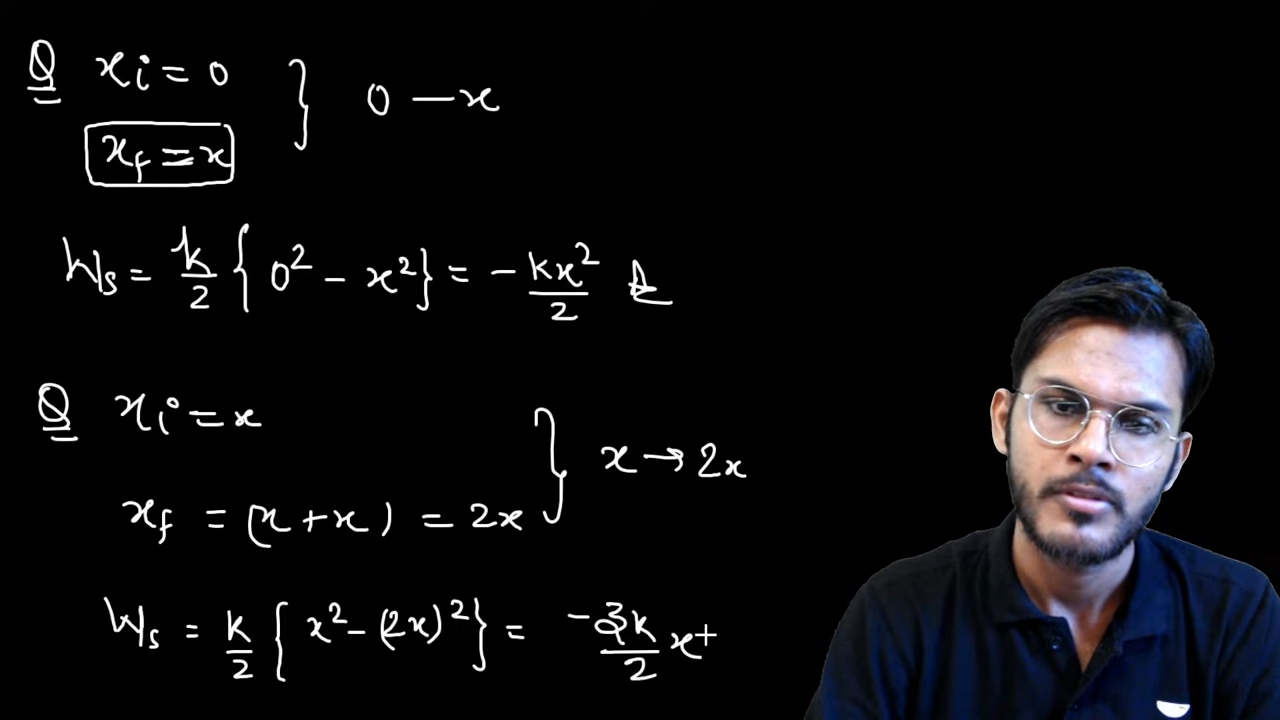 Q xi = 0 } 0 — x
xf = x
Ws = k/2 { 0² - x² } = - kx²/2
Q xi = x
xf = (x + x) = 2x } x → 2x
Ws = k/2 { x² - (2x)² } = -3k/2 x